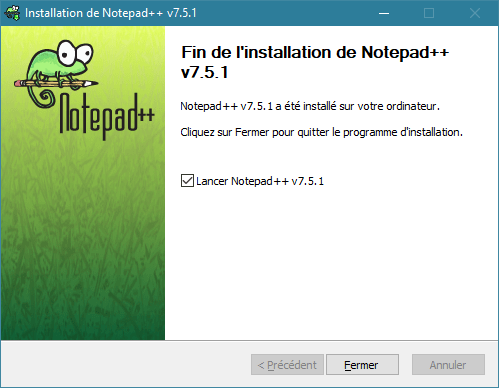 Installation de Notepad++ v7.5.1
Notepad++
Fin de l'installation de Notepad++
v7.5.1
Notepad++ v7.5.1 a été installé sur votre ordinateur.
Cliquez sur Fermer pour quitter le programme d'installation.
Lancer Notepad++ v7.5.1
< Précédent
Fermer
Annuler